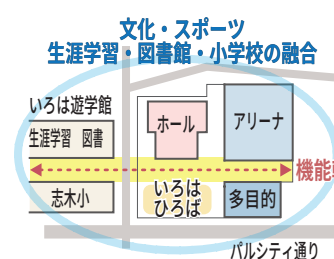 文化・スポーツ
生涯学習・図書館・小学校の融合
いろは遊学館
生涯学習　図書
ホール
アリーナ
機能
志木小
いろは
ひろば
多目的
パルシティ通り